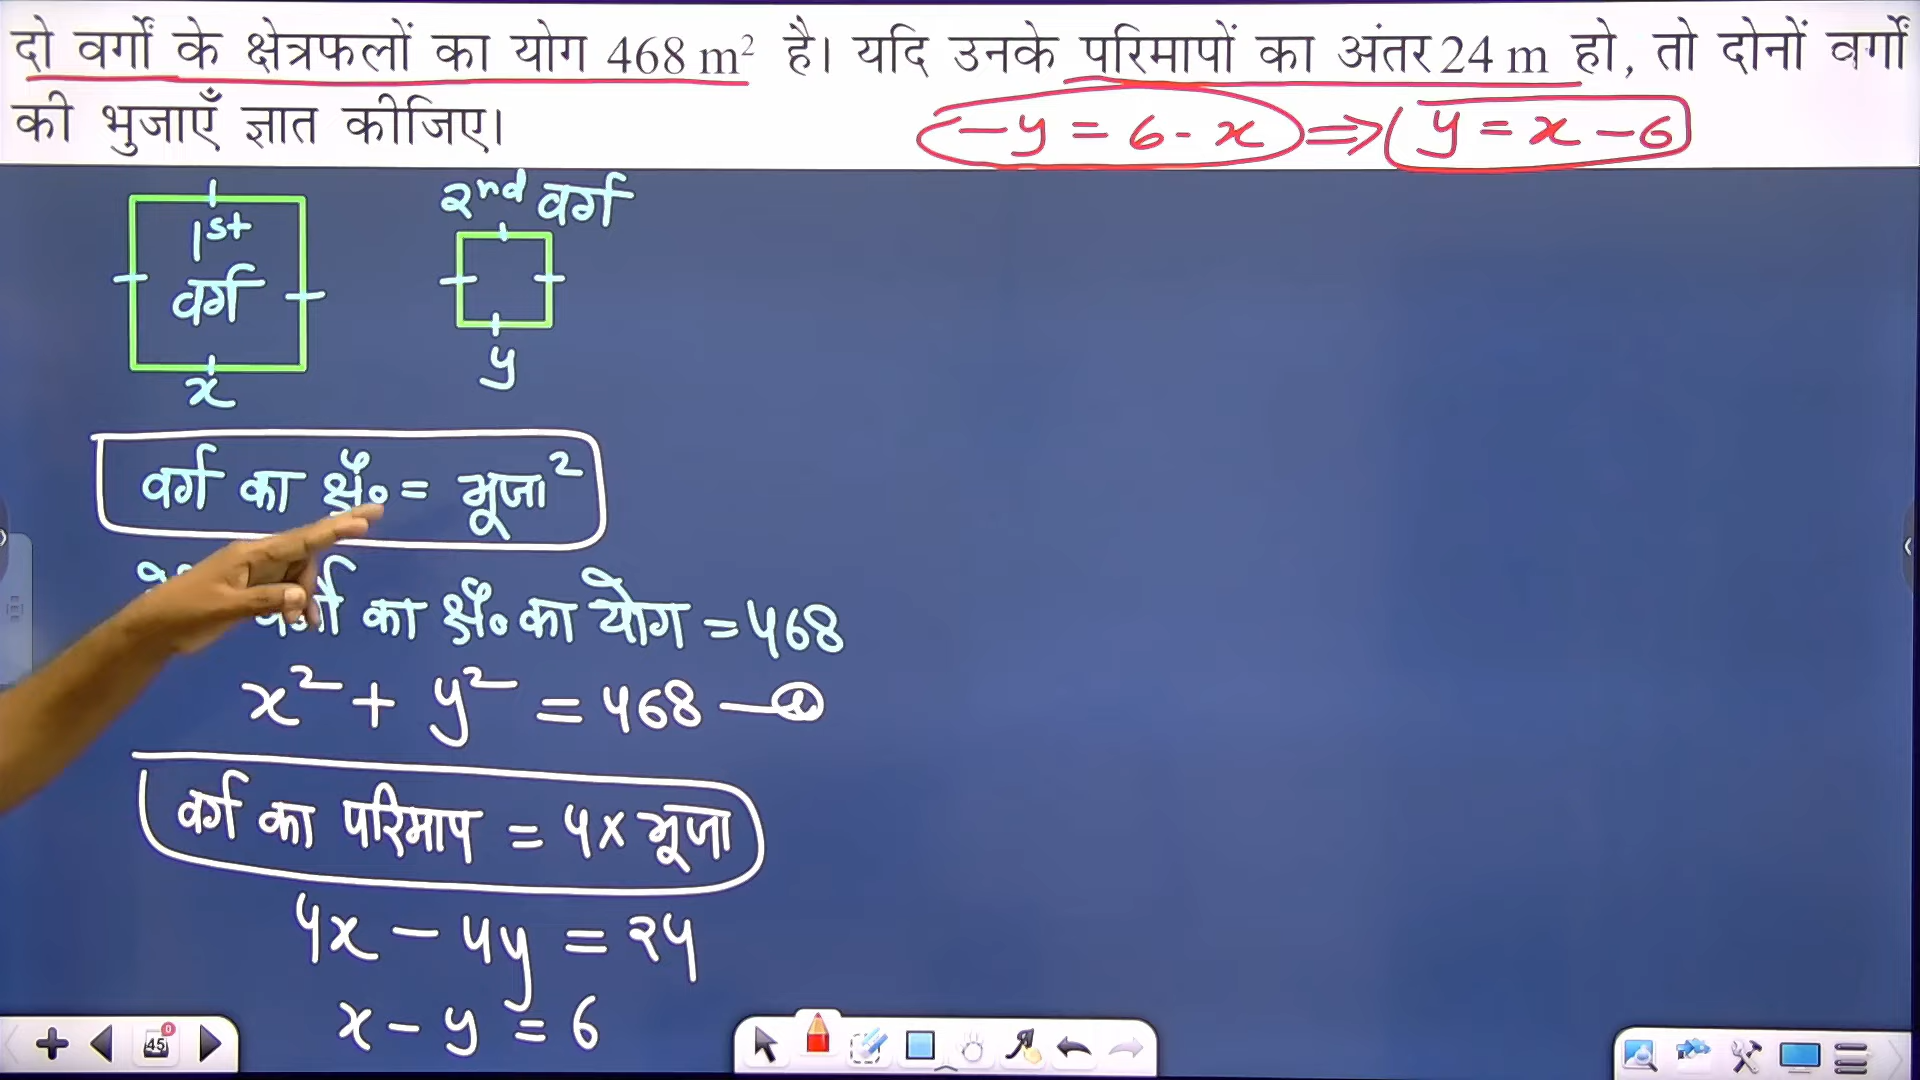 दो वर्गों के क्षेत्रफलों का योग 468 m² है। यदि उनके परिमापों का अंतर 24 m हो, तो दोनों वर्गों
की भुजाएँ ज्ञात कीजिए।
-y = 6 - x ⇒ y = x - 6
1st
वर्ग
x
2nd वर्ग
y
वर्ग का क्षे० = भूजा²
का क्षे० का योग = 468
x² + y² = 468 —①
वर्ग का परिमाप = 4 x भूजा
4x - 4y = 24
x - y = 6
45
0